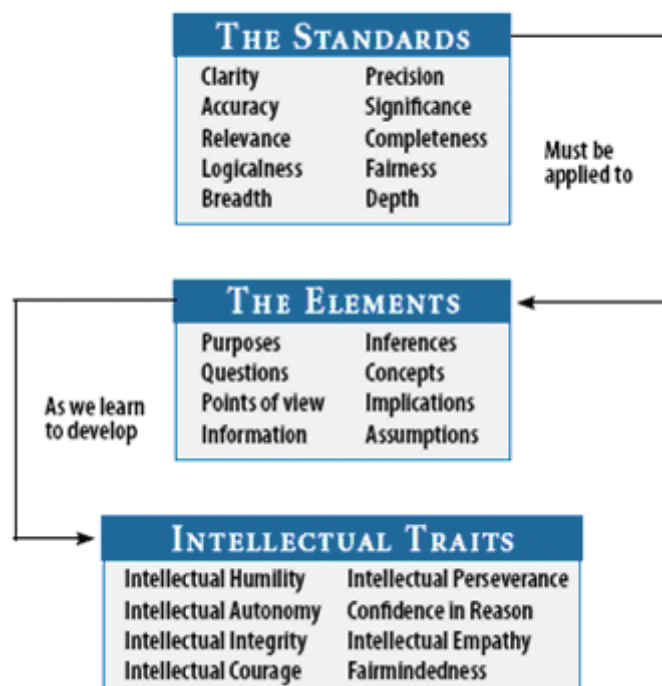 THE STANDARDS
Clarity Precision
Accuracy Significance
Relevance Completeness
Logicalness Fairness
Breadth Depth
Must be
applied to
THE ELEMENTS
Purposes Inferences
Questions Concepts
Points of view Implications
Information Assumptions
As we learn
to develop
INTELLECTUAL TRAITS
Intellectual Humility Intellectual Perseverance
Intellectual Autonomy Confidence in Reason
Intellectual Integrity Intellectual Empathy
Intellectual Courage Fairmindedness